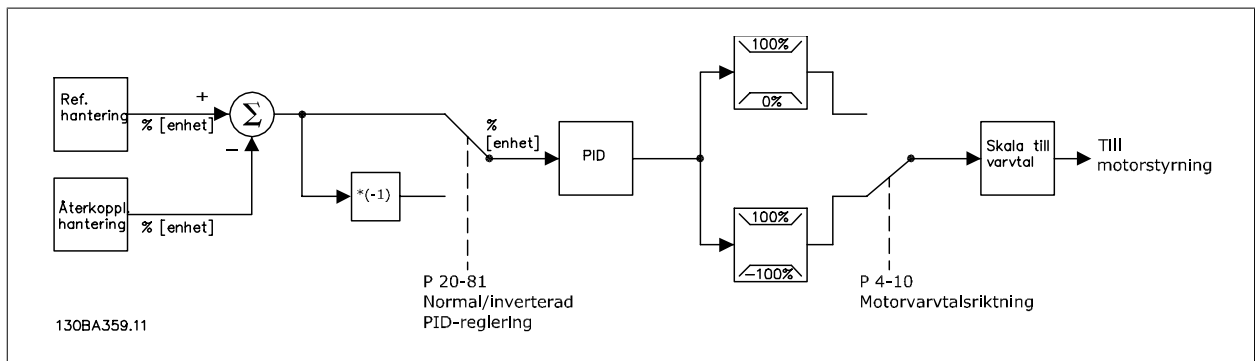 Ref.
hantering
+
% [enhet]
Σ
−
Återkoppl.
hantering
% [enhet]
*(-1)
%
[enhet]
PID
P 20-81
Normal/inverterad
PID-reglering
100%
0%
100%
−100%
P 4-10
Motorvarvtalsriktning
Skala till
varvtal
Till
motorstyrning
130BA359.11